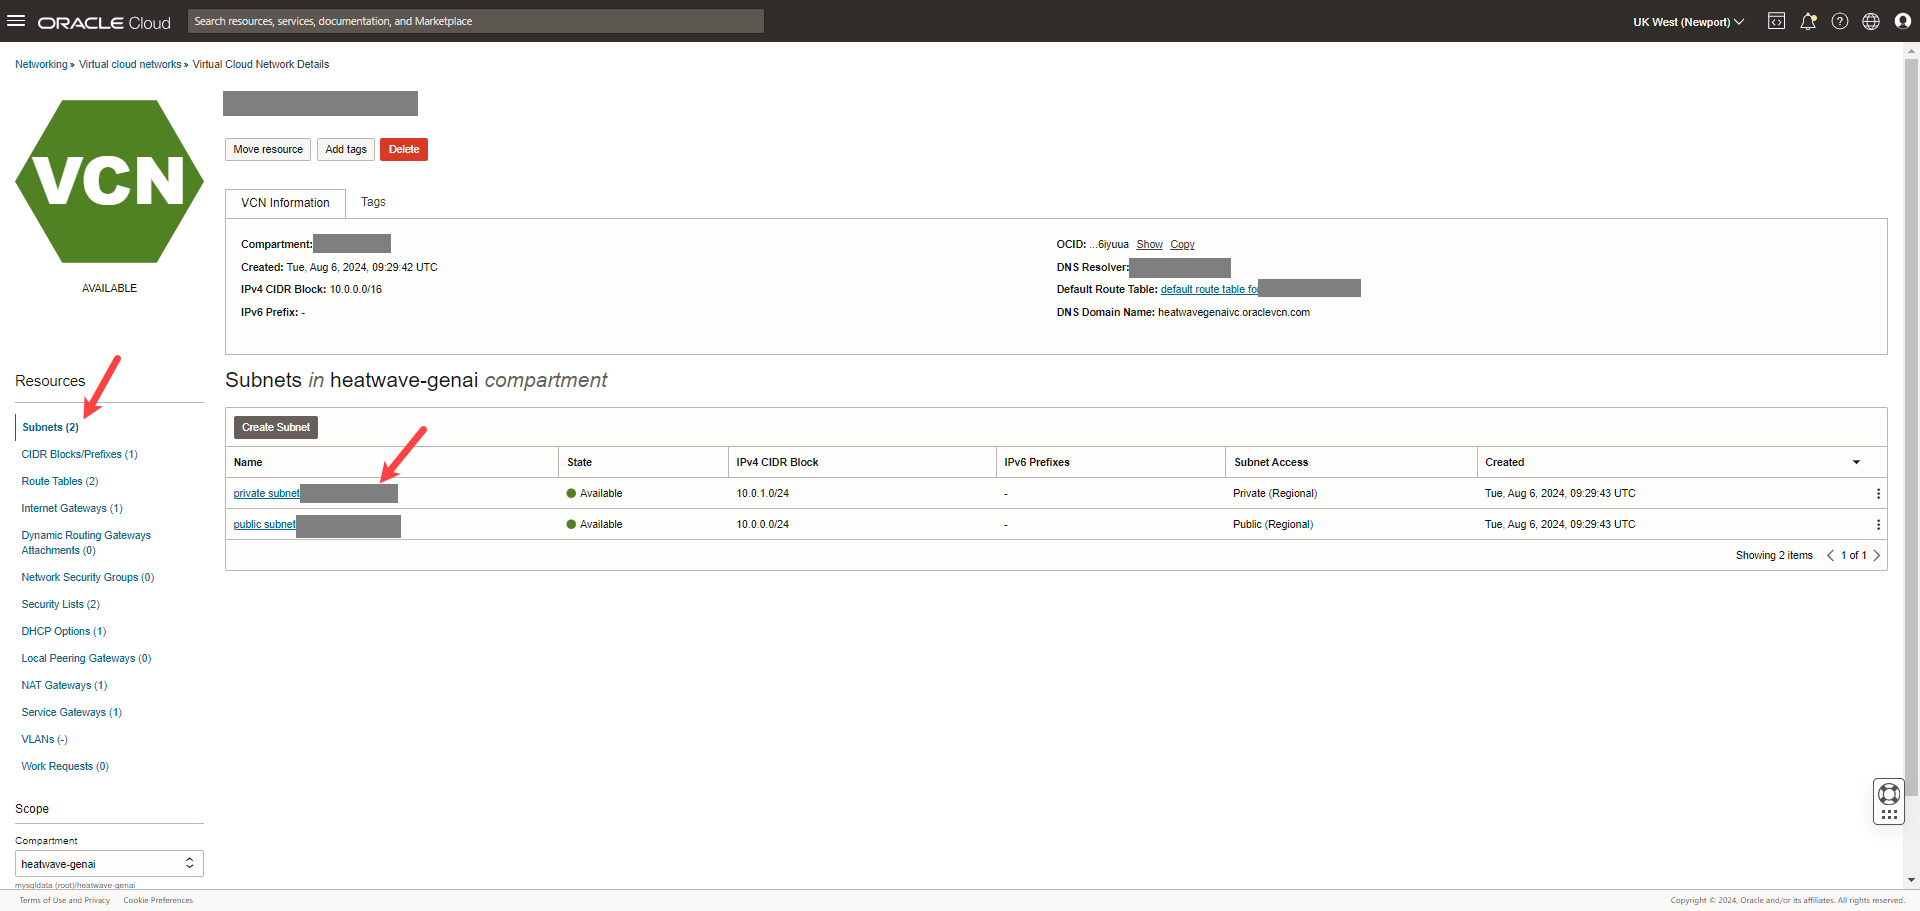 ORACLE Cloud
Search resources, services, documentation, and Marketplace
UK West (Newport)
Networking » Virtual cloud networks » Virtual Cloud Network Details
VCN
AVAILABLE
Move resource Add tags Delete
VCN Information Tags
Compartment:
Created: Tue, Aug 6, 2024, 09:29:42 UTC
IPv4 CIDR Block: 10.0.0.0/16
IPv6 Prefix: -
OCID: ...6iyuua Show Copy
DNS Resolver:
Default Route Table: default route table fo
DNS Domain Name: heatwavegenaivc.oraclevcn.com
Resources
Subnets (2)
CIDR Blocks/Prefixes (1)
Route Tables (2)
Internet Gateways (1)
Dynamic Routing Gateways
Attachments (0)
Network Security Groups (0)
Security Lists (2)
DHCP Options (1)
Local Peering Gateways (0)
NAT Gateways (1)
Service Gateways (1)
VLANs (-)
Work Requests (0)
Scope
Compartment
heatwave-genai
mysqldata (root)/heatwave-genai
Subnets in heatwave-genai compartment
Create Subnet
Name State IPv4 CIDR Block IPv6 Prefixes Subnet Access Created
private subnet Available 10.0.1.0/24 - Private (Regional) Tue, Aug 6, 2024, 09:29:43 UTC
public subnet Available 10.0.0.0/24 - Public (Regional) Tue, Aug 6, 2024, 09:29:43 UTC
Showing 2 items 1 of 1
Terms of Use and Privacy Cookie Preferences
Copyright © 2024, Oracle and/or its affiliates. All rights reserved.